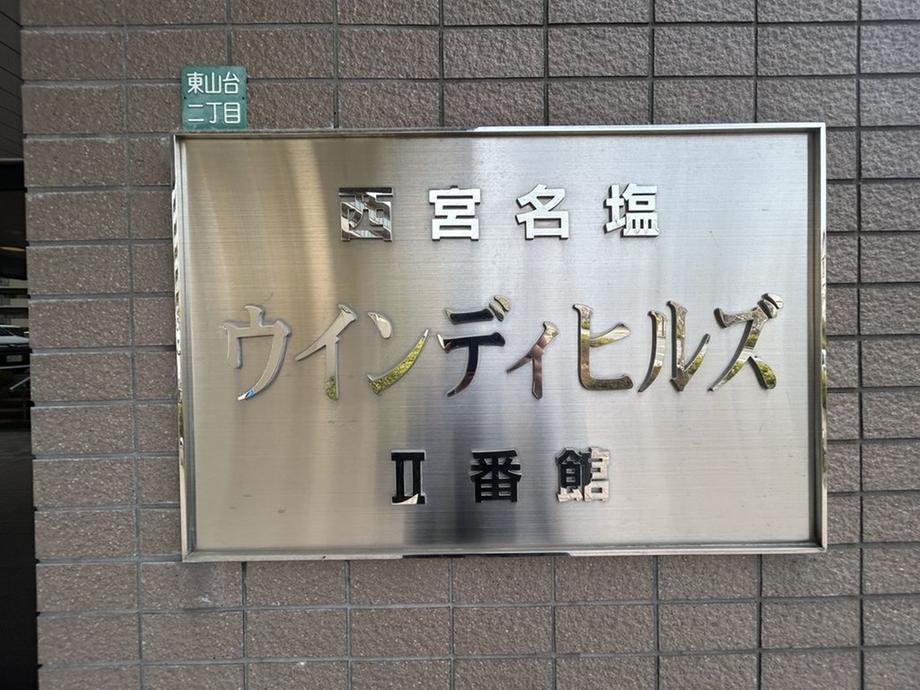 東山台
二丁目
西宮名塩
ウインディヒルズ
Ⅱ番館